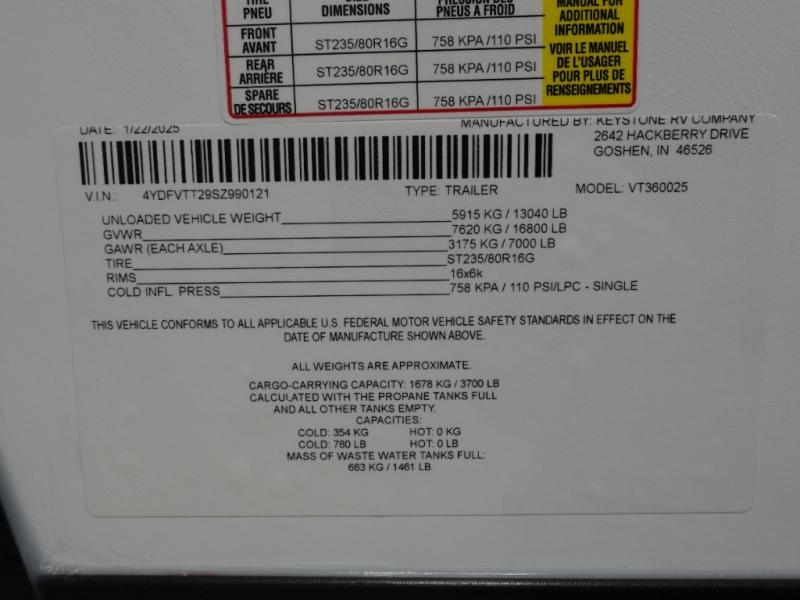 TIRE SIZE PRESSION DES MANUAL FOR
PNEU DIMENSIONS PNEUS A FROID ADDITIONAL
INFORMATION
FRONT
AVANT ST235/80R16G 758 KPA /110 PSI
REAR
ARRIÈRE ST235/80R16G 758 KPA /110 PSI
SPARE
DE SECOURS ST235/80R16G 758 KPA /110 PSI
VOIR LE MANUEL
DE L'USAGER
POUR PLUS DE
RENSEIGNEMENTS
DATE: 1/22/2025 MANUFACTURED BY: KEYSTONE RV COMPANY
2642 HACKBERRY DRIVE
GOSHEN, IN 46526
V.I.N.: 4YDFVTT29SZ990121 TYPE: TRAILER MODEL: VT360025
UNLOADED VEHICLE WEIGHT 5915 KG / 13040 LB
GVWR 7620 KG / 16800 LB
GAWR (EACH AXLE) 3175 KG / 7000 LB
TIRE ST235/80R16G
RIMS 16x6k
COLD INFL. PRESS 758 KPA / 110 PSI/LPC - SINGLE
THIS VEHICLE CONFORMS TO ALL APPLICABLE U.S. FEDERAL MOTOR VEHICLE SAFETY STANDARDS IN EFFECT ON THE
DATE OF MANUFACTURE SHOWN ABOVE.
ALL WEIGHTS ARE APPROXIMATE.
CARGO-CARRYING CAPACITY: 1678 KG / 3700 LB
CALCULATED WITH THE PROPANE TANKS FULL
AND ALL OTHER TANKS EMPTY.
CAPACITIES:
COLD: 354 KG HOT: 0 KG
COLD: 780 LB HOT: 0 LB
MASS OF WASTE WATER TANKS FULL:
663 KG / 1461 LB